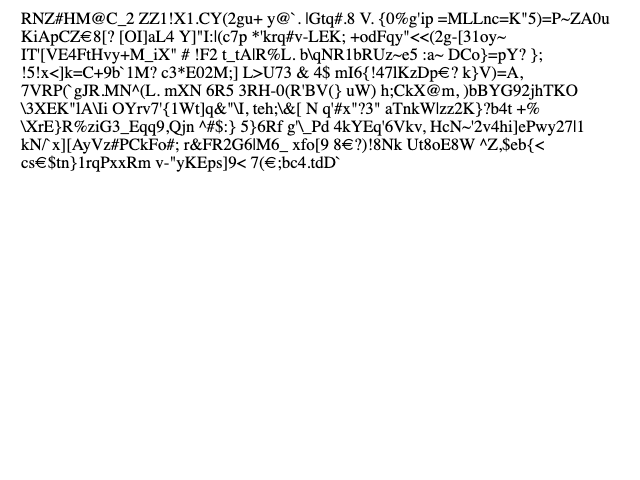 RNZ#HM@C_2 ZZ1!X1.CY(2gu+ y@`. |Gtq#.8 V. {0%g'ip =MLLnc=K"5)=P~ZA0u
KiApCZ€8[? [OI]aL4 Y]"I:|(c7p *'krq#v-LEK; +odFqy"<<(2g-[31oy~
IT'[VE4FtHvy+M_iX" # !F2 t_tA|R%L. b\qNR1bRUz~e5 :a~ DCo}=pY? };
!5!x<]k=C+9b`1M? c3*E02M;] L>U73 & 4$ mI6{!47lKzDp€? k}V)=A,
7VRP(`gJR.MN^(L. mXN 6R5 3RH-0(R'BV(} uW) h;CkX@m, )bBYG92jhTKO
\3XEK"lA\Ii OYrv7'{1Wt]q&"\I, teh;\&[ N q'#x"?3" aTnkW|zz2K}?b4t +%
\XrE}R%ziG3_Eqq9,Qjn ^#$:} 5}6Rf g'\_Pd 4kYEq'6Vkv, HcN~'2v4hi]ePwy27|1
kN/`x][AyVz#PCkFo#; r&FR2G6|M6_ xfo[9 8€?)!8Nk Ut8oE8W ^Z,$eb{<
cs€$tn}1rqPxxRm v-"yKEps]9< 7(€;bc4.tdD`